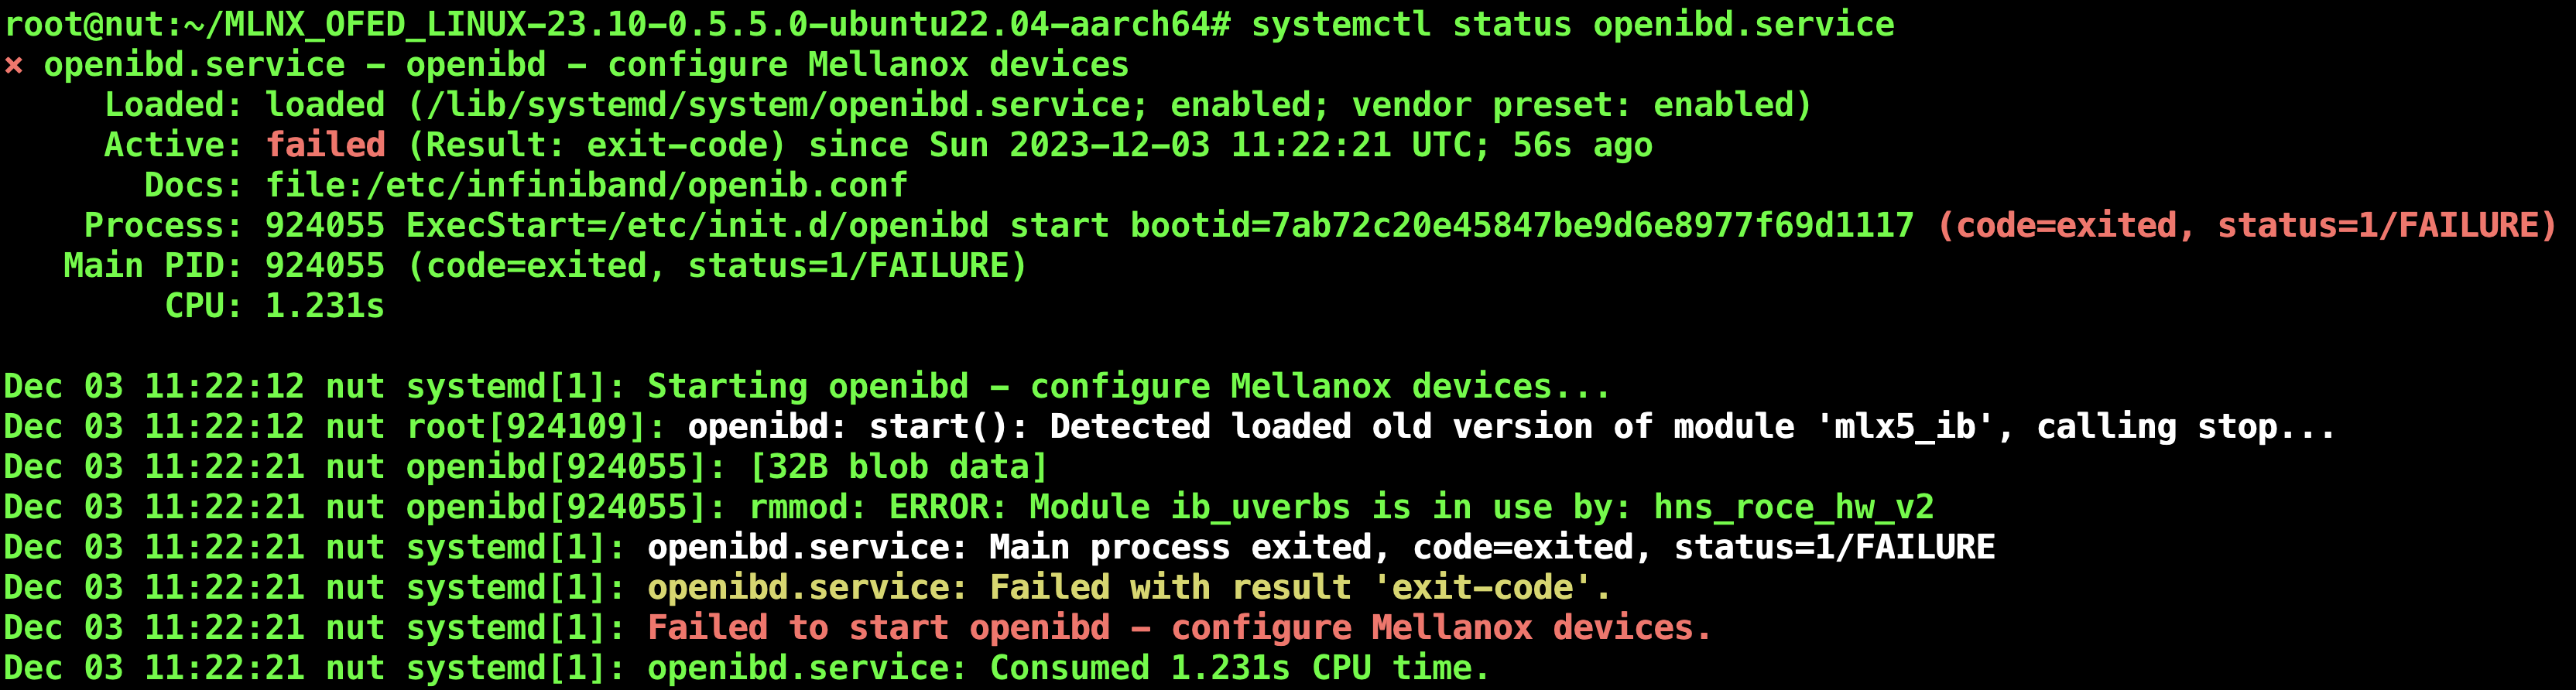 root@nut:~/MLNX_OFED_LINUX-23.10-0.5.5.0-ubuntu22.04-aarch64# systemctl status openibd.service
× openibd.service - openibd - configure Mellanox devices
     Loaded: loaded (/lib/systemd/system/openibd.service; enabled; vendor preset: enabled)
     Active: failed (Result: exit-code) since Sun 2023-12-03 11:22:21 UTC; 56s ago
       Docs: file:/etc/infiniband/openib.conf
    Process: 924055 ExecStart=/etc/init.d/openibd start bootid=7ab72c20e45847be9d6e8977f69d1117 (code=exited, status=1/FAILURE)
   Main PID: 924055 (code=exited, status=1/FAILURE)
        CPU: 1.231s

Dec 03 11:22:12 nut systemd[1]: Starting openibd - configure Mellanox devices...
Dec 03 11:22:12 nut root[924109]: openibd: start(): Detected loaded old version of module 'mlx5_ib', calling stop...
Dec 03 11:22:21 nut openibd[924055]: [32B blob data]
Dec 03 11:22:21 nut openibd[924055]: rmmod: ERROR: Module ib_uverbs is in use by: hns_roce_hw_v2
Dec 03 11:22:21 nut systemd[1]: openibd.service: Main process exited, code=exited, status=1/FAILURE
Dec 03 11:22:21 nut systemd[1]: openibd.service: Failed with result 'exit-code'.
Dec 03 11:22:21 nut systemd[1]: Failed to start openibd - configure Mellanox devices.
Dec 03 11:22:21 nut systemd[1]: openibd.service: Consumed 1.231s CPU time.